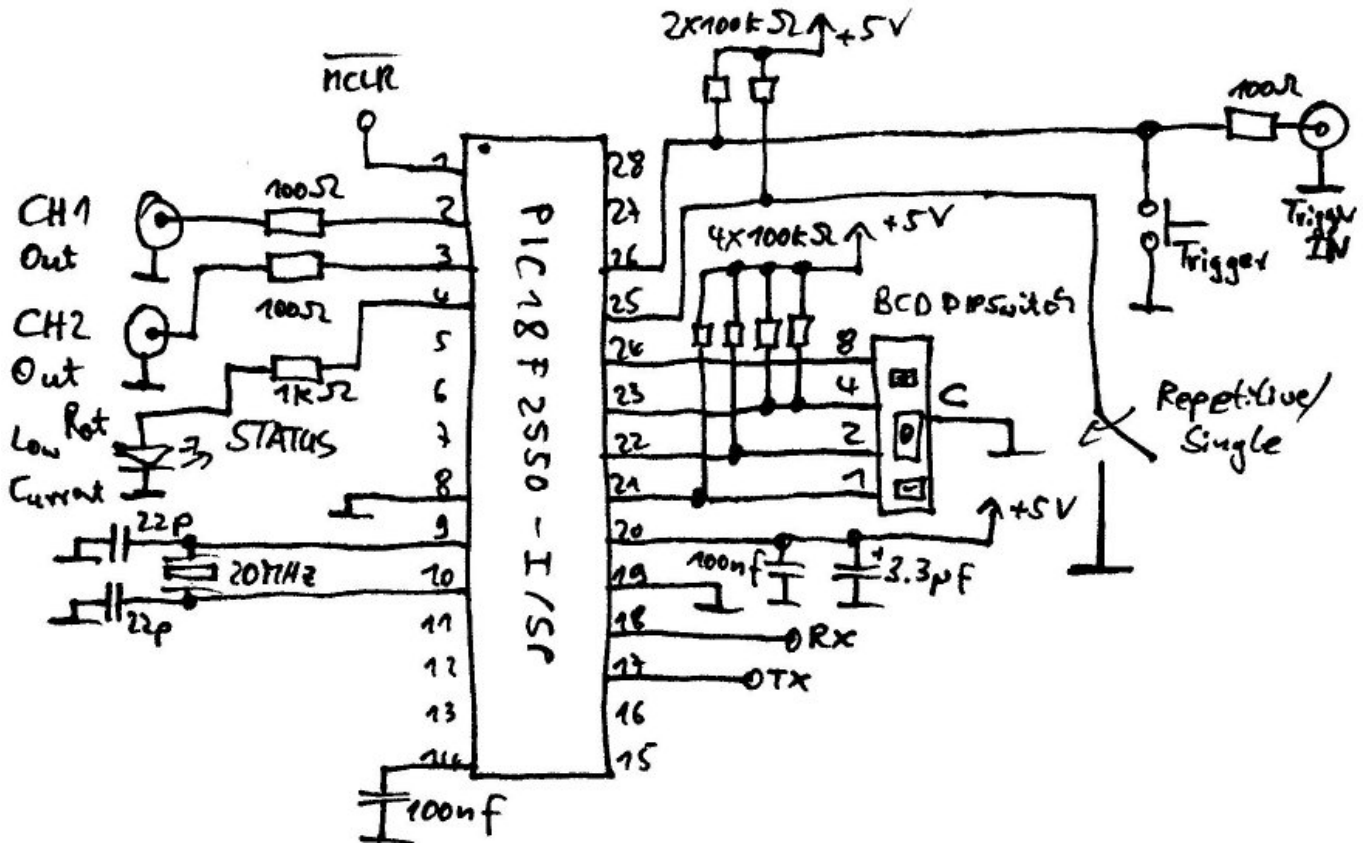 2x100kΩ +5V
M̅C̅L̅R̅
100Ω
CH1
Out
100Ω
CH2
Out
100Ω
1kΩ
Rot
Low
Current
STATUS
22p
20MHz
22p
1
2
3
4
5
6
7
8
9
10
11
12
13
14
100nf
PIC18F2550-I/SP
28
27
26
25
24
23
22
21
20
19
18
17
16
15
4x100kΩ +5V
Trigger
Trigger
IN
BCD DIPSwitch
8
4
2
1
C
Repetitive/
Single
+5V
100nf
+
3.3µf
RX
TX